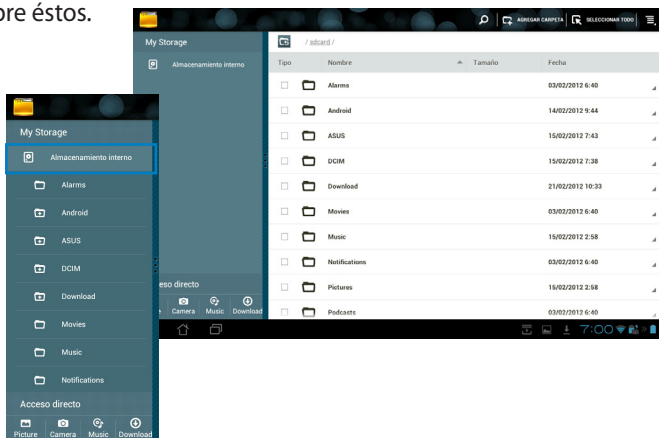 bre éstos.
AGREGAR CARPETA SELECCIONAR TODO
My Storage
Almacenamiento interno
/ sdcard /
Tipo Nombre Tamaño Fecha
Alarms 03/02/2012 6:40
Android 14/02/2012 9:44
ASUS 15/02/2012 7:43
DCIM 15/02/2012 7:38
Download 21/02/2012 10:33
Movies 03/02/2012 6:40
Music 15/02/2012 2:58
Notifications 03/02/2012 6:40
Pictures 15/02/2012 2:58
Podcasts 03/02/2012 6:40
eso directo
e Camera Music Download
7:00
My Storage
Almacenamiento interno
Alarms
Android
ASUS
DCIM
Download
Movies
Music
Notifications
Acceso directo
Picture Camera Music Download